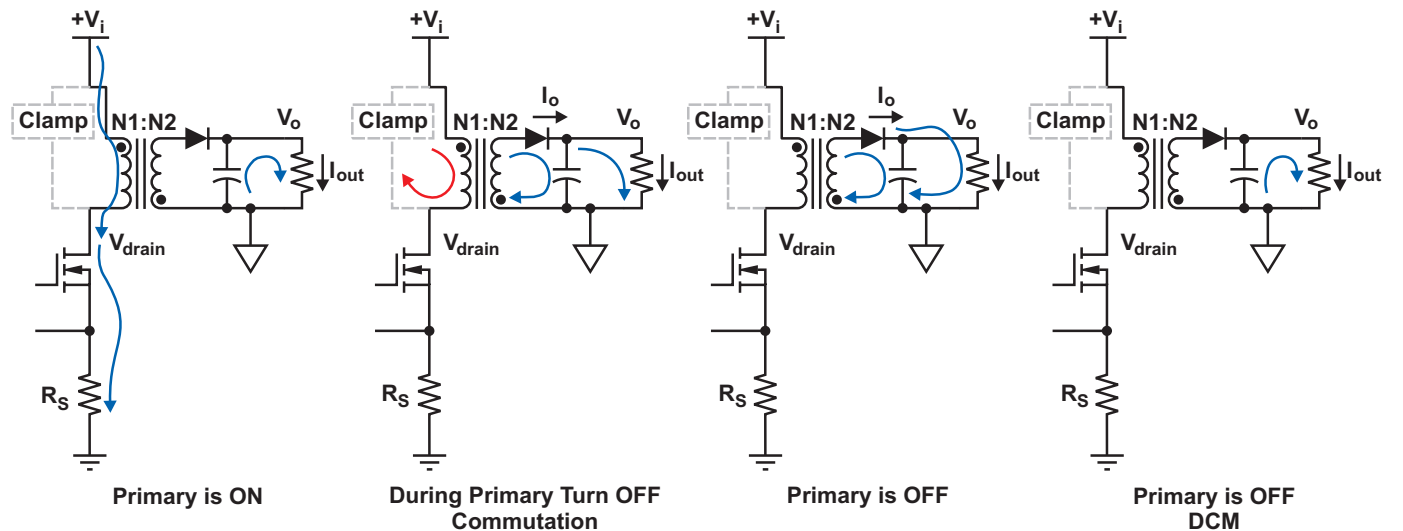 +Vi
Clamp
N1:N2
Vo
Iout
Vdrain
RS
Primary is ON
+Vi
Clamp
N1:N2
Io
Vo
Iout
Vdrain
RS
During Primary Turn OFF
Commutation
+Vi
Clamp
N1:N2
Io
Vo
Iout
Vdrain
RS
Primary is OFF
+Vi
Clamp
N1:N2
Vo
Iout
Vdrain
RS
Primary is OFF
DCM